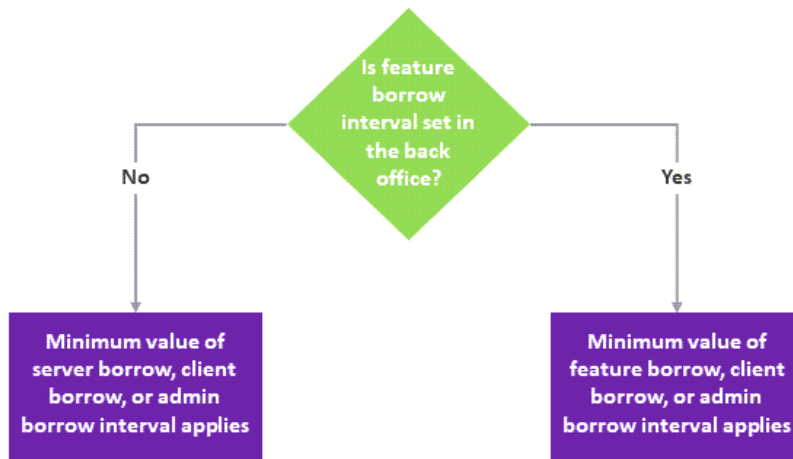 Is feature
borrow
interval set in
the back
office?
No
Yes
Minimum value of
server borrow, client
borrow, or admin
borrow interval applies
Minimum value of
feature borrow, client
borrow, or admin
borrow interval applies